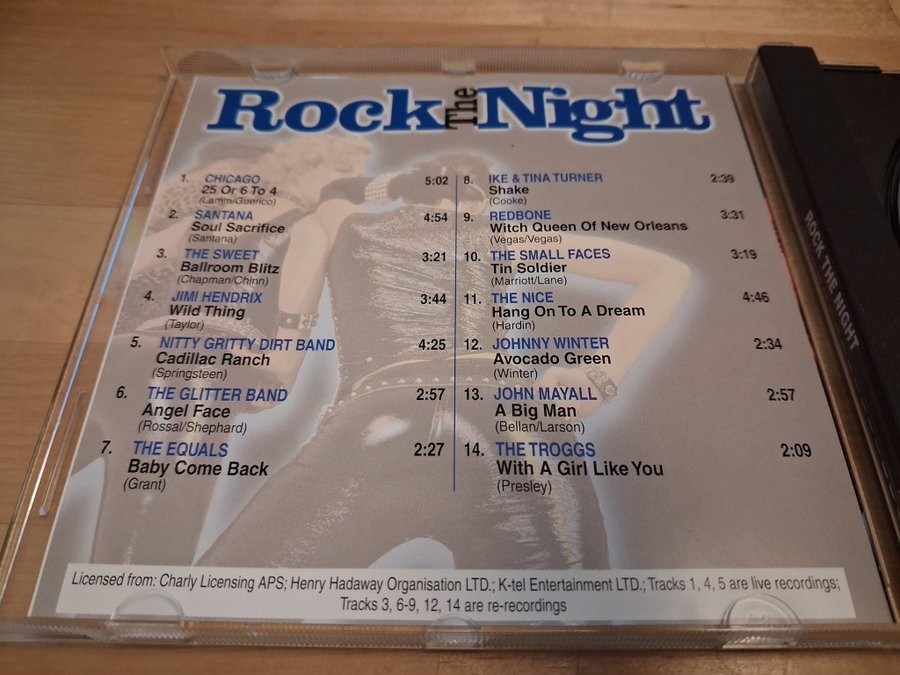 Rock The Night
1. CHICAGO 5:02
25 Or 6 To 4
(Lamm/Guerico)
2. SANTANA 4:54
Soul Sacrifice
(Santana)
3. THE SWEET 3:21
Ballroom Blitz
(Chapman/Chinn)
4. JIMI HENDRIX 3:44
Wild Thing
(Taylor)
5. NITTY GRITTY DIRT BAND 4:25
Cadillac Ranch
(Springsteen)
6. THE GLITTER BAND 2:57
Angel Face
(Rossal/Shephard)
7. THE EQUALS 2:27
Baby Come Back
(Grant)
8. IKE & TINA TURNER 2:39
Shake
(Cooke)
9. REDBONE 3:31
Witch Queen Of New Orleans
(Vegas/Vegas)
10. THE SMALL FACES 3:19
Tin Soldier
(Marriott/Lane)
11. THE NICE 4:46
Hang On To A Dream
(Hardin)
12. JOHNNY WINTER 2:34
Avocado Green
(Winter)
13. JOHN MAYALL 2:57
A Big Man
(Bellan/Larson)
14. THE TROGGS 2:09
With A Girl Like You
(Presley)
Licensed from: Charly Licensing APS; Henry Hadaway Organisation LTD.; K-tel Entertainment LTD.; Tracks 1, 4, 5 are live recordings;
Tracks 3, 6-9, 12, 14 are re-recordings
ROCK THE NIGHT